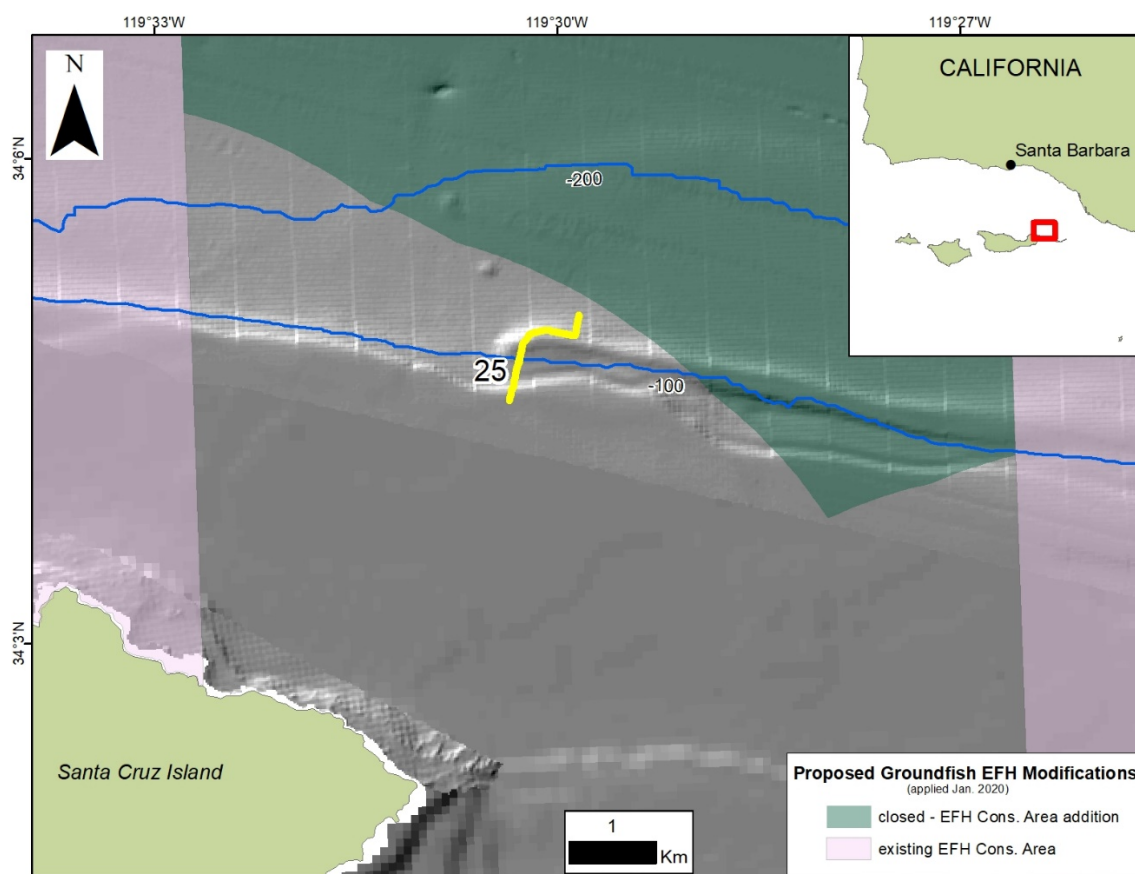 119°33'W
119°30'W
119°27'W
N
CALIFORNIA
Santa Barbara
34°6'N
-200
25
-100
34°3'N
Santa Cruz Island
1
Km
Proposed Groundfish EFH Modifications
(applied Jan. 2020)
closed - EFH Cons. Area addition
existing EFH Cons. Area